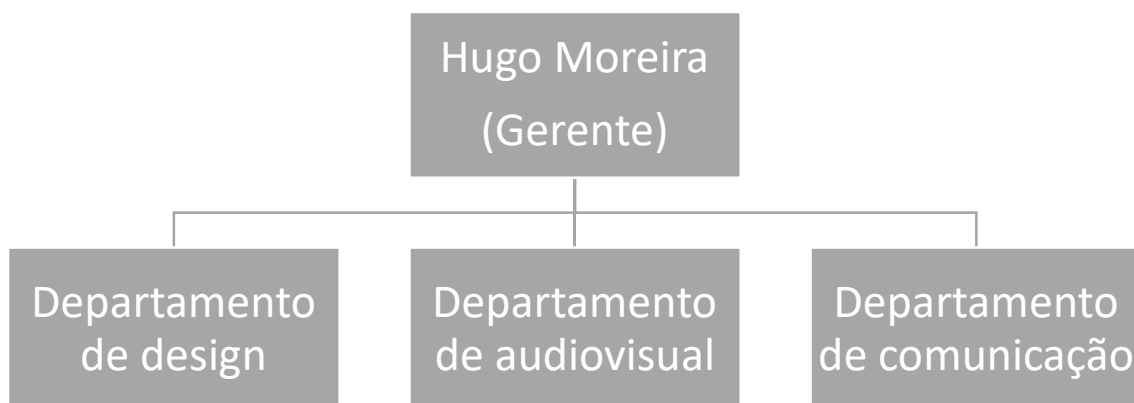 Hugo Moreira
(Gerente)
Departamento
de design
Departamento
de audiovisual
Departamento
de comunicação